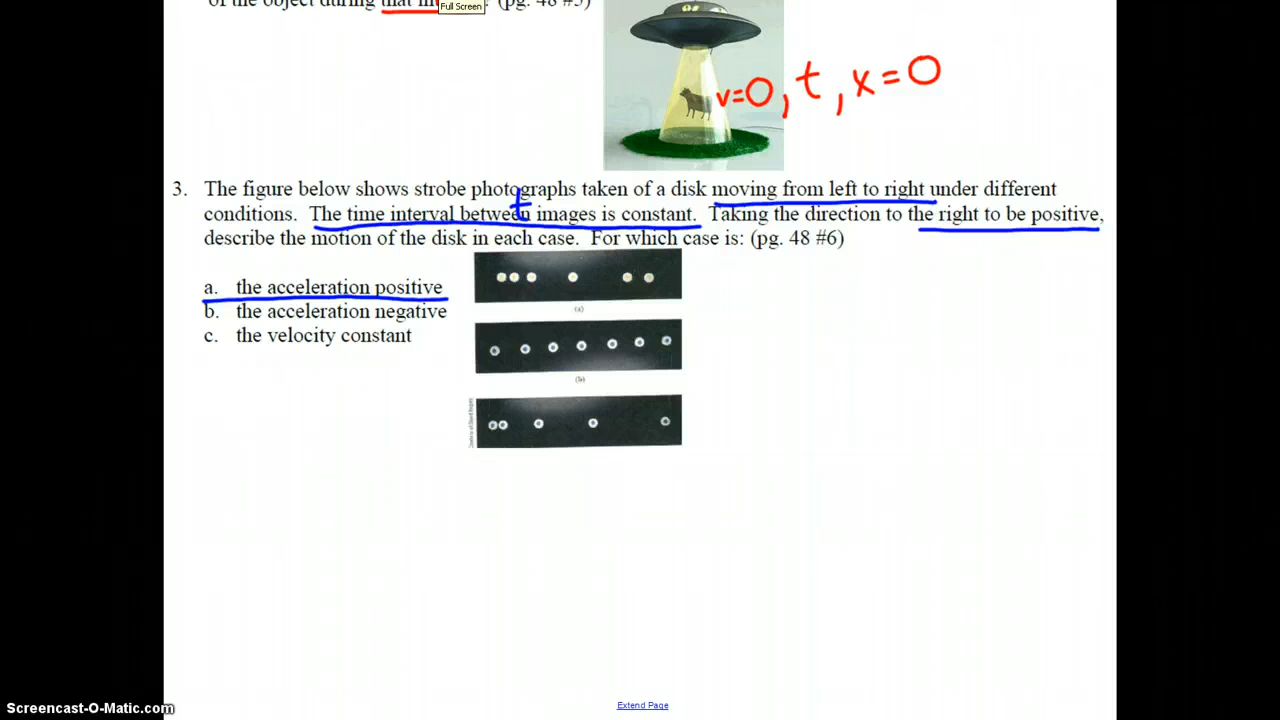 of the object during that in (pg. 48 #5)
Full Screen
v=0, t, x=0
3. The figure below shows strobe photographs taken of a disk moving from left to right under different
t
conditions. The time interval between images is constant. Taking the direction to the right to be positive,
describe the motion of the disk in each case. For which case is: (pg. 48 #6)
a. the acceleration positive
b. the acceleration negative
c. the velocity constant
(a)
(b)
Extend Page
Screencast-O-Matic.com